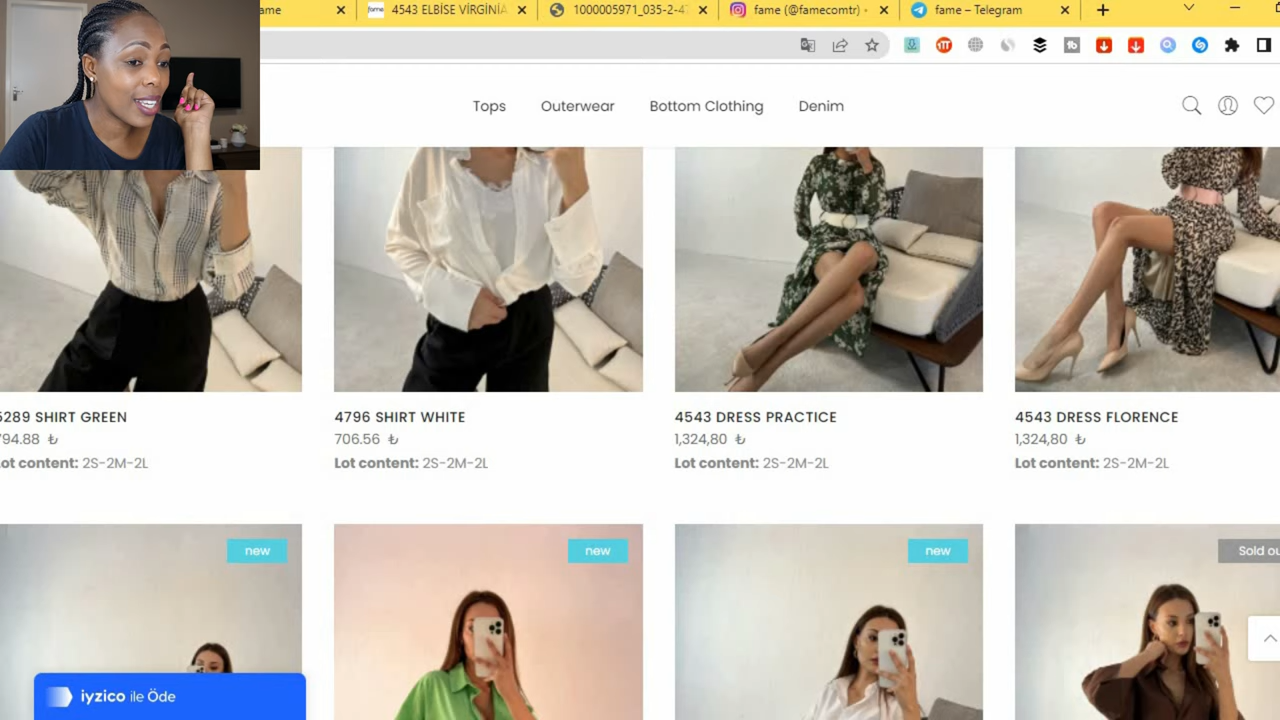 ame
fame
4543 ELBİSE VİRGİNİA
1000005971_035-2-4
fame (@famecomtr)
fame – Telegram
Tops
Outerwear
Bottom Clothing
Denim
5289 SHIRT GREEN
794.88 ₺
Lot content: 2S-2M-2L
4796 SHIRT WHITE
706.56 ₺
Lot content: 2S-2M-2L
4543 DRESS PRACTICE
1,324,80 ₺
Lot content: 2S-2M-2L
4543 DRESS FLORENCE
1,324,80 ₺
Lot content: 2S-2M-2L
new
new
new
Sold ou
iyzico ile Öde